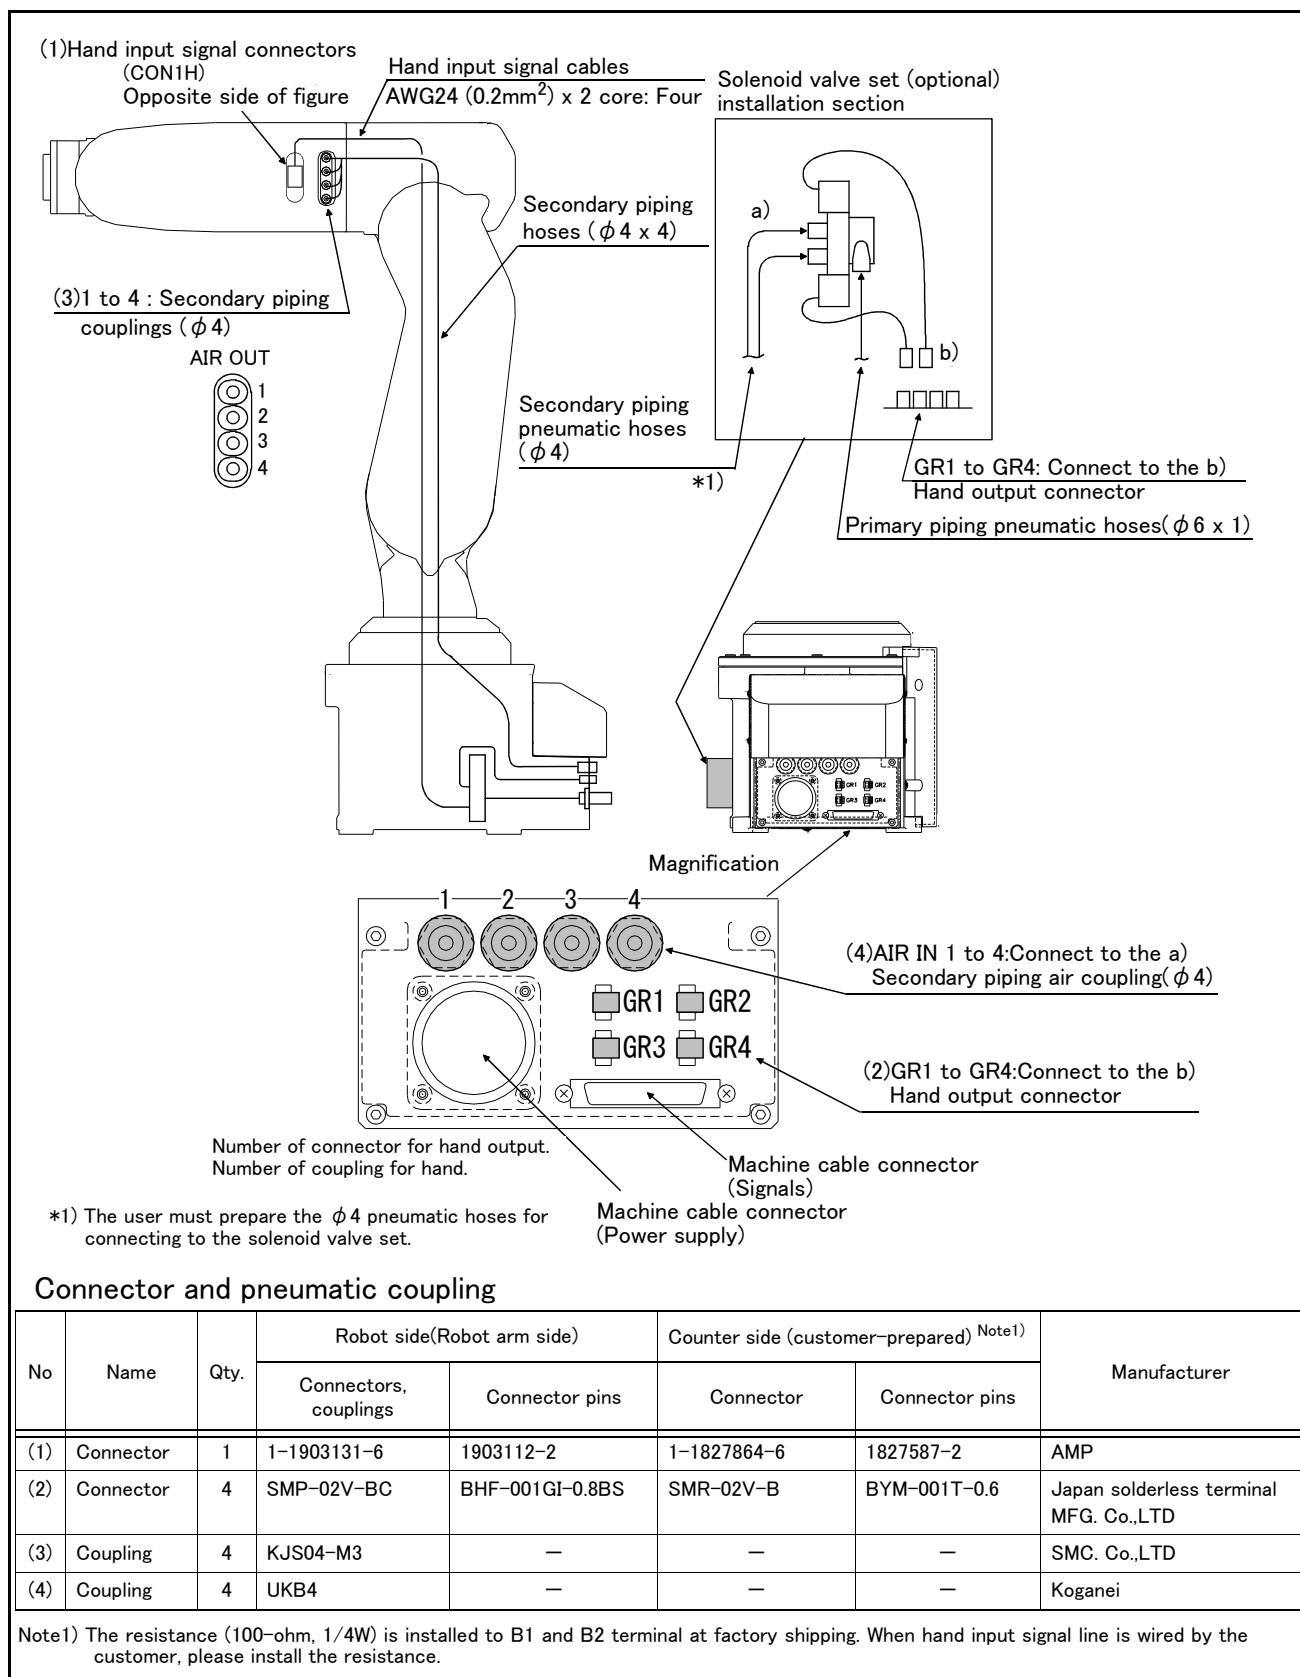 (1)Hand input signal connectors
(CON1H)
Opposite side of figure
Hand input signal cables
AWG24 (0.2mm²) x 2 core: Four
Solenoid valve set (optional)
installation section
a)
b)
Secondary piping
hoses (φ4 x 4)
(3)1 to 4 : Secondary piping
couplings (φ4)
AIR OUT
1
2
3
4
Secondary piping
pneumatic hoses
(φ4)
*1)
GR1 to GR4: Connect to the b)
Hand output connector
Primary piping pneumatic hoses(φ6 x 1)
GR1 GR2
GR3 GR4
Magnification
1 2 3 4
(4)AIR IN 1 to 4:Connect to the a)
Secondary piping air coupling(φ4)
GR1 GR2
GR3 GR4
(2)GR1 to GR4:Connect to the b)
Hand output connector
Number of connector for hand output.
Number of coupling for hand.
Machine cable connector
(Signals)
Machine cable connector
(Power supply)
*1) The user must prepare the φ4 pneumatic hoses for
connecting to the solenoid valve set.
Connector and pneumatic coupling
No Name Qty. Robot side(Robot arm side) Counter side (customer-prepared) Note1) Manufacturer
Connectors, couplings Connector pins Connector Connector pins
(1) Connector 1 1-1903131-6 1903112-2 1-1827864-6 1827587-2 AMP
(2) Connector 4 SMP-02V-BC BHF-001GI-0.8BS SMR-02V-B BYM-001T-0.6 Japan solderless terminal
MFG. Co.,LTD
(3) Coupling 4 KJS04-M3 － － － SMC. Co.,LTD
(4) Coupling 4 UKB4 － － － Koganei
Note1) The resistance (100-ohm, 1/4W) is installed to B1 and B2 terminal at factory shipping. When hand input signal line is wired by the
customer, please install the resistance.